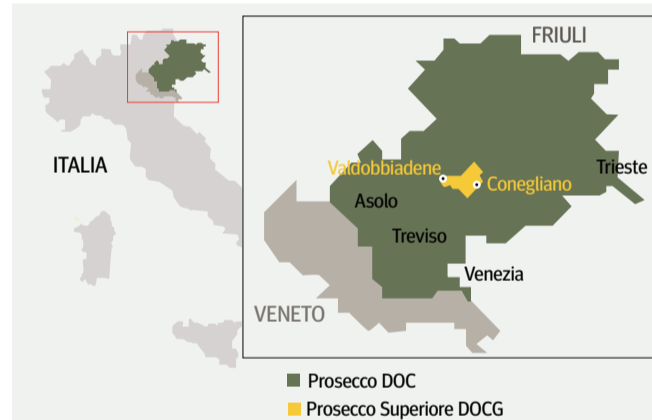 ITALIA
FRIULI
Valdobbiadene
Conegliano
Trieste
Asolo
Treviso
Venezia
VENETO
Prosecco DOC
Prosecco Superiore DOCG